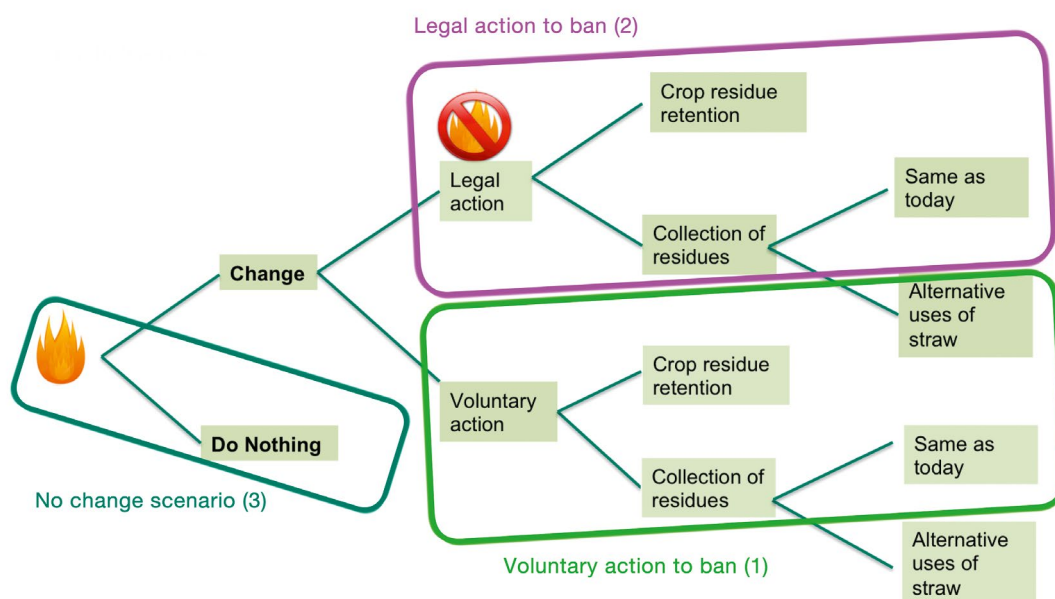 Legal action to ban (2)
Crop residue
retention
Legal
action
Same as
today
Collection of
residues
Change
Alternative
uses of
straw
Crop residue
retention
Voluntary
action
Do Nothing
Same as
today
Collection of
residues
No change scenario (3)
Alternative
uses of
straw
Voluntary action to ban (1)